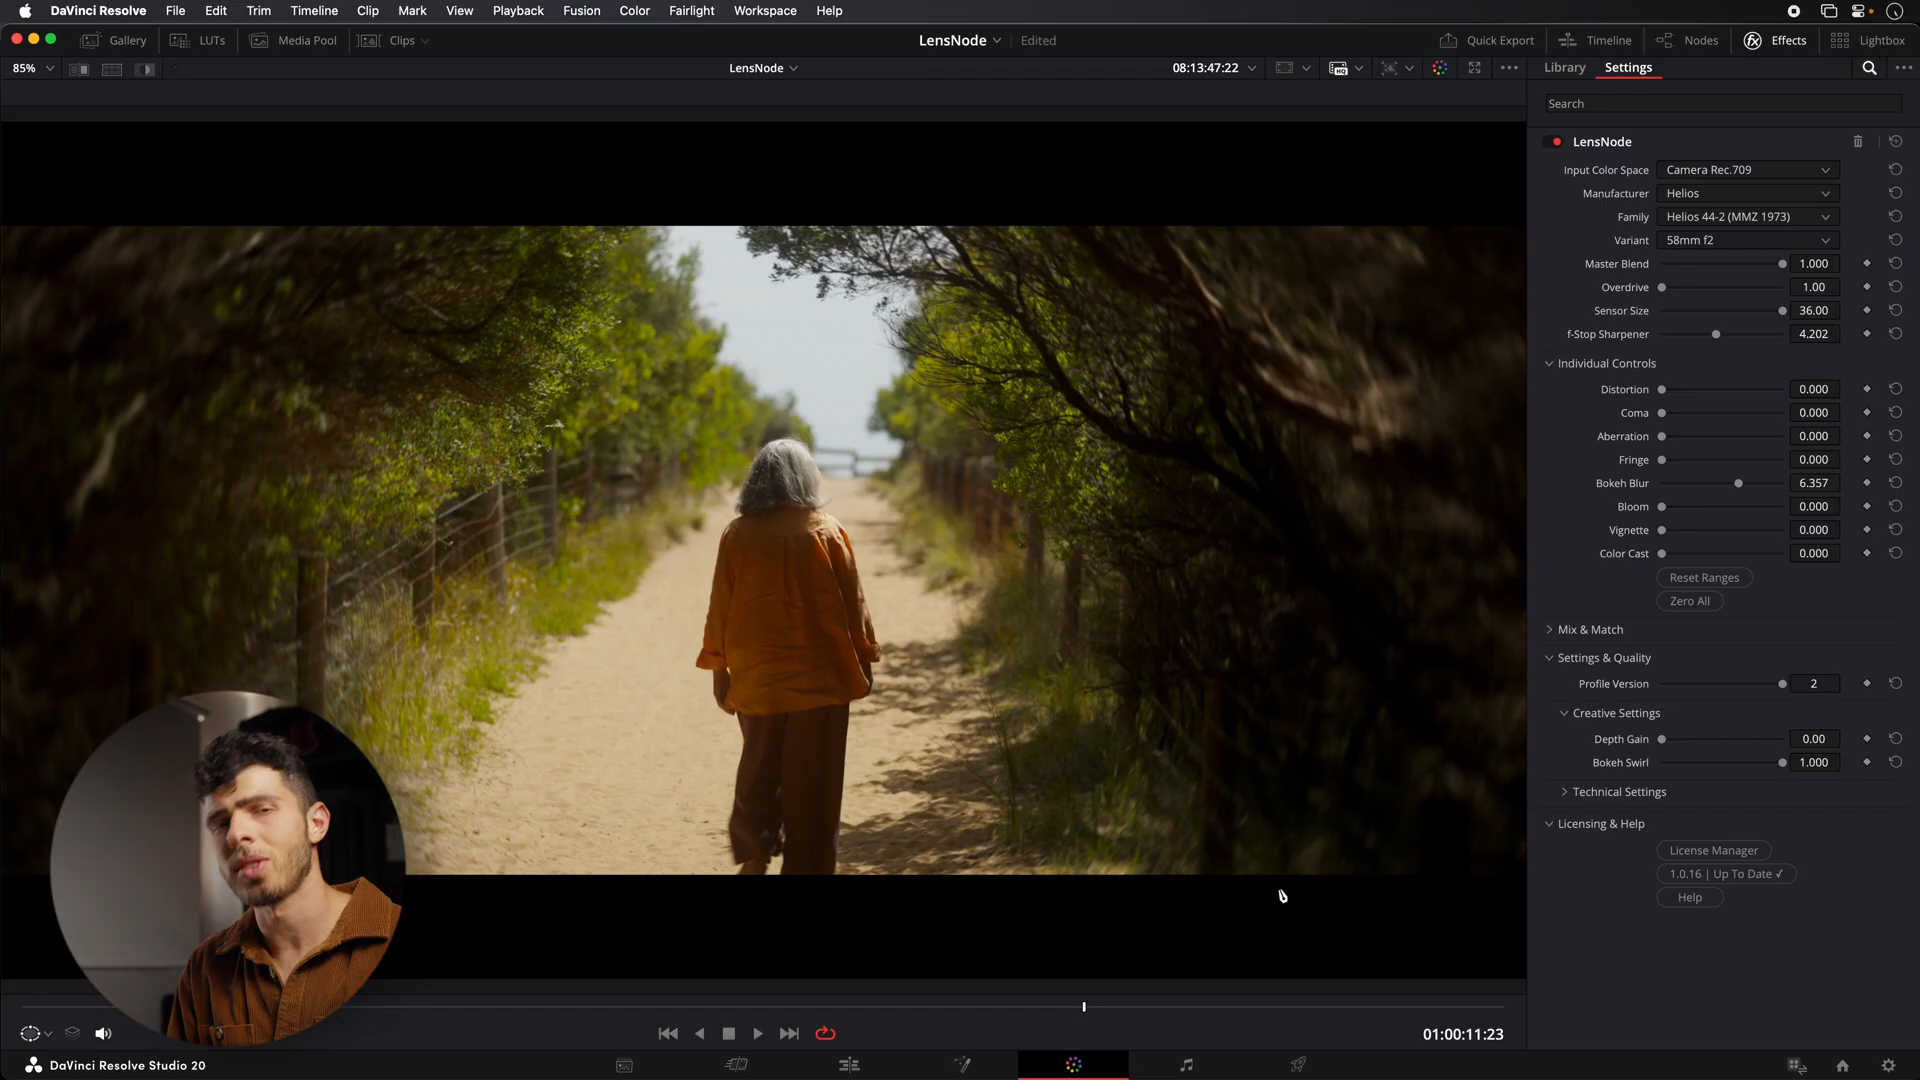 DaVinci Resolve File Edit Trim Timeline Clip Mark View Playback Fusion Color Fairlight Workspace Help
Gallery LUTs Media Pool Clips LensNode Edited Quick Export Timeline Nodes Effects Lightbox
85% LensNode 08:13:47:22 HQ Library Settings
Search
LensNode
Input Color Space Camera Rec.709
Manufacturer Helios
Family Helios 44-2 (MMZ 1973)
Variant 58mm f2
Master Blend 1.000
Overdrive 1.00
Sensor Size 36.00
f-Stop Sharpener 4.202
Individual Controls
Distortion 0.000
Coma 0.000
Aberration 0.000
Fringe 0.000
Bokeh Blur 6.357
Bloom 0.000
Vignette 0.000
Color Cast 0.000
Reset Ranges
Zero All
Mix & Match
Settings & Quality
Profile Version 2
Creative Settings
Depth Gain 0.00
Bokeh Swirl 1.000
Technical Settings
Licensing & Help
License Manager
1.0.16 | Up To Date ✓
Help
01:00:11:23
DaVinci Resolve Studio 20